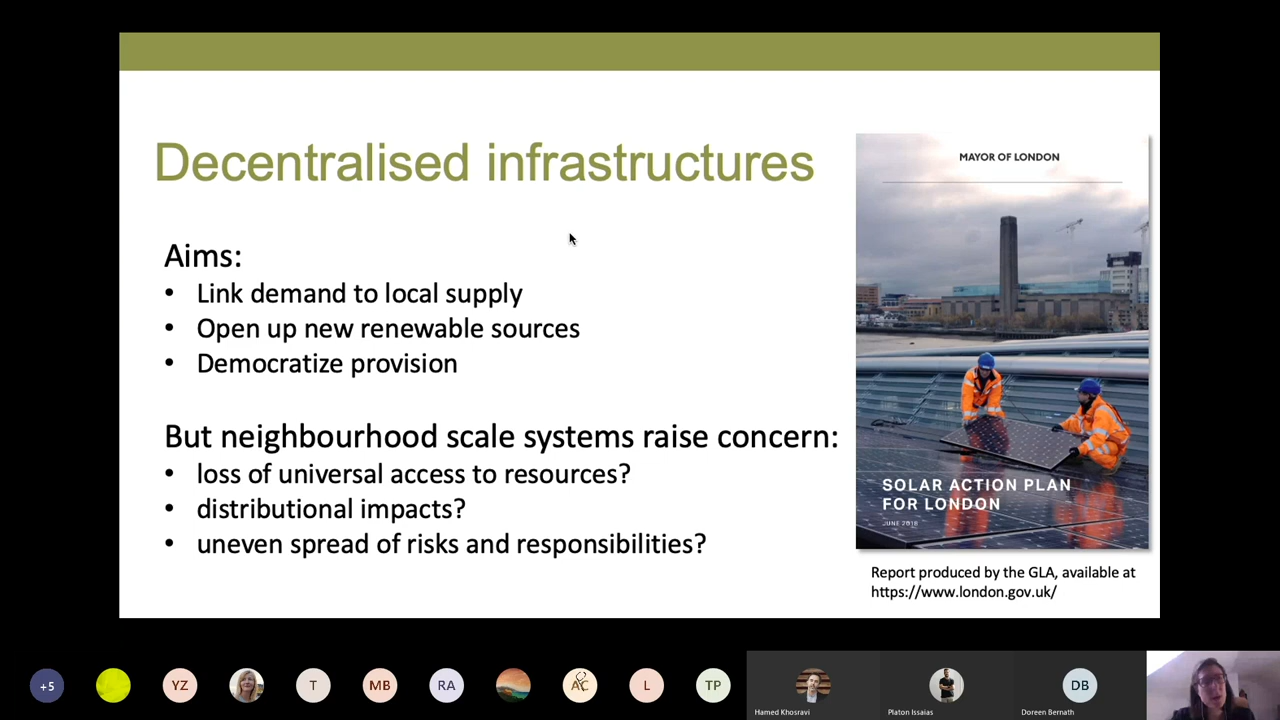 Decentralised infrastructures
Aims:
• Link demand to local supply
• Open up new renewable sources
• Democratize provision
But neighbourhood scale systems raise concern:
• loss of universal access to resources?
• distributional impacts?
• uneven spread of risks and responsibilities?
MAYOR OF LONDON
SOLAR ACTION PLAN
FOR LONDON
JUNE 2018
Report produced by the GLA, available at
https://www.london.gov.uk/
+5
YZ
T
MB
RA
AC
L
TP
Hamed Khosravi
Platon Issaias
DB
Doreen Bernath